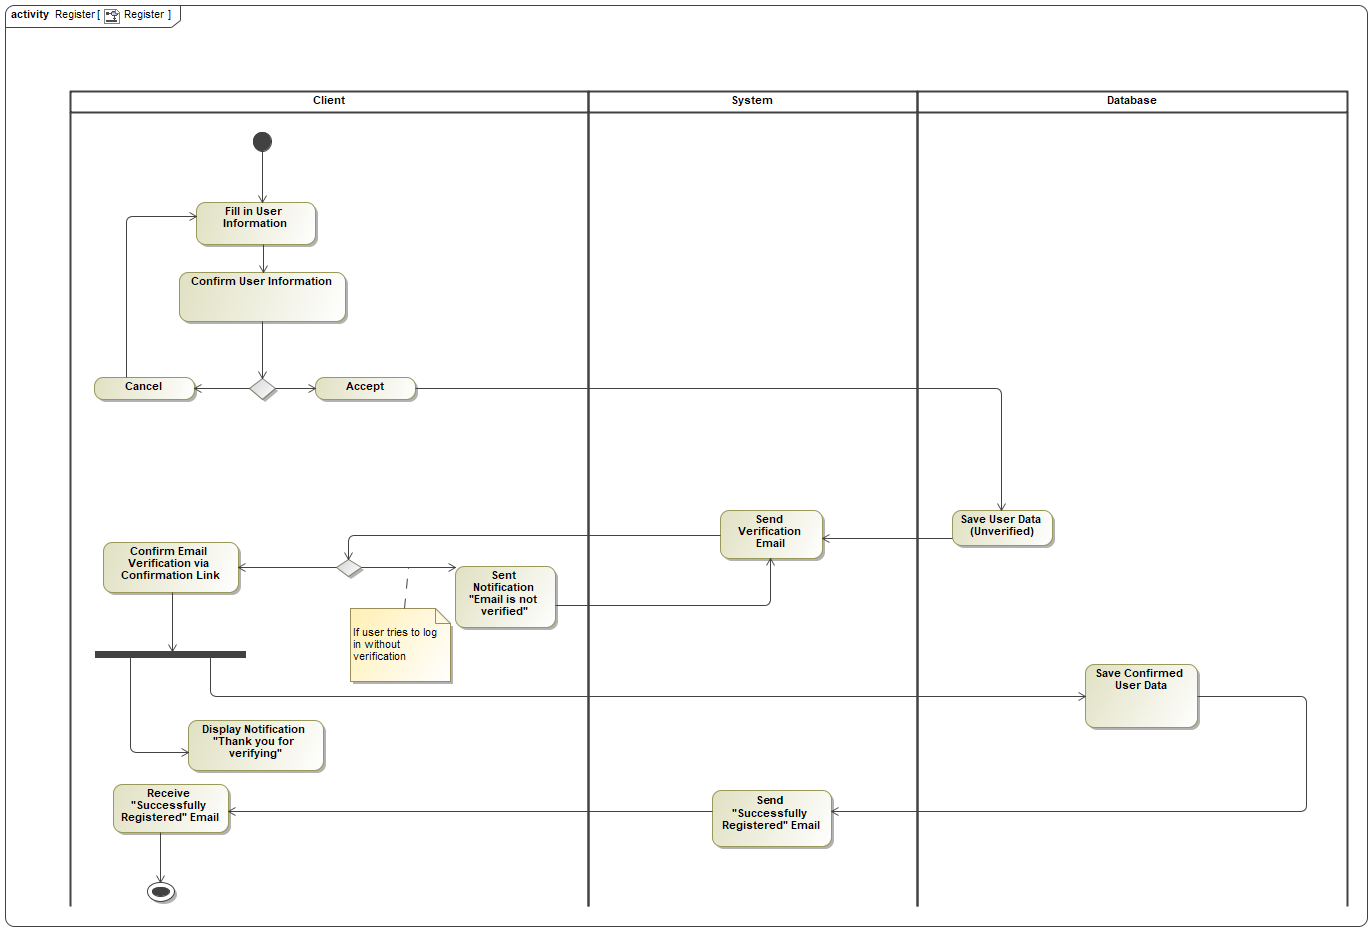 activity Register [ Register ]
Client
System
Database
Fill in User
Information
Confirm User Information
Cancel
Accept
Send
Verification
Email
Save User Data
(Unverified)
Confirm Email
Verification via
Confirmation Link
Sent
Notification
"Email is not
verified"
If user tries to log
in without
verification
Save Confirmed
User Data
Display Notification
"Thank you for
verifying"
Receive
"Successfully
Registered" Email
Send
"Successfully
Registered" Email